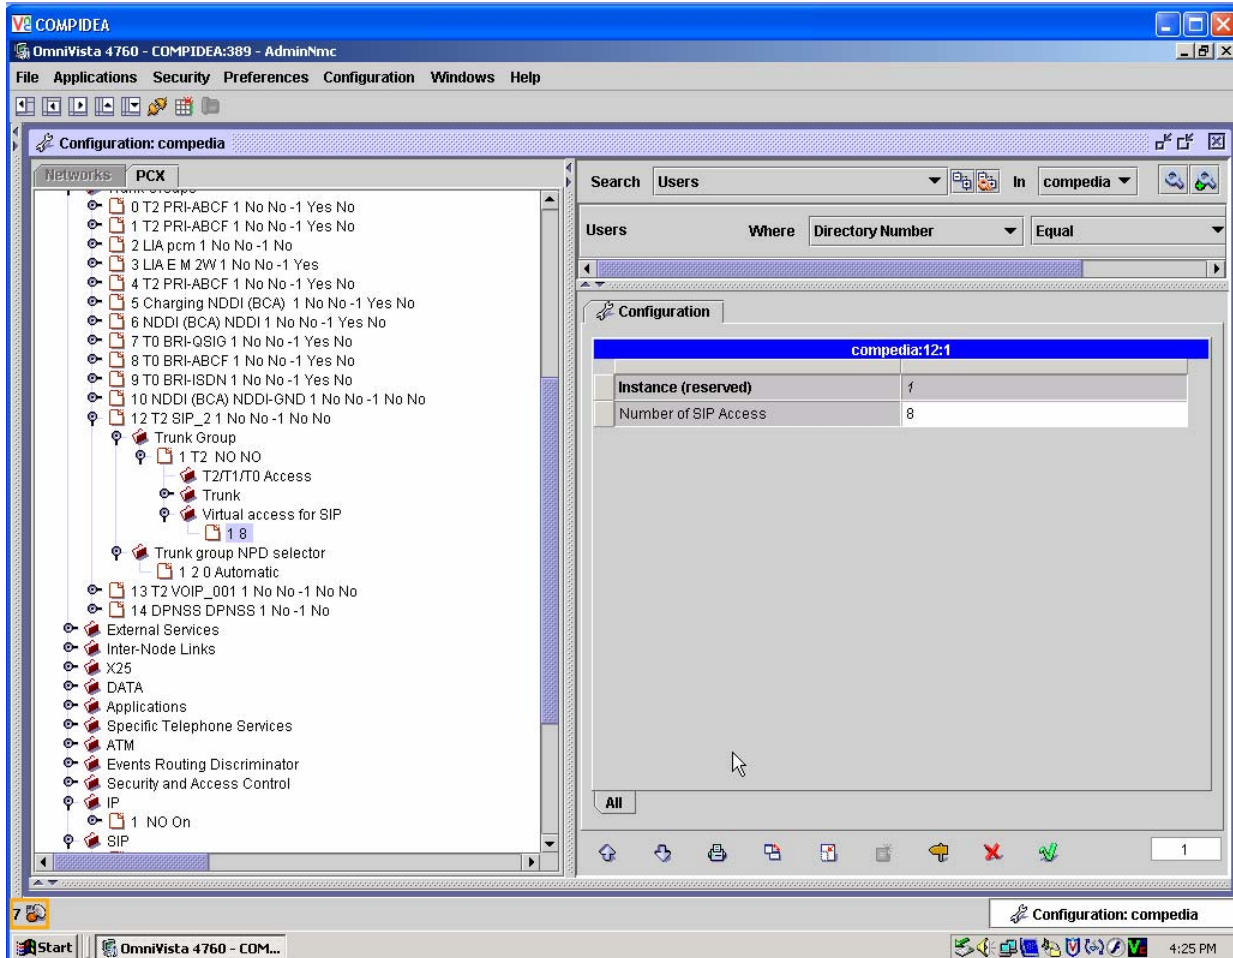 COMPIDEA
OmniVista 4760 - COMPIDEA:389 - AdminNmc
File Applications Security Preferences Configuration Windows Help
Configuration: compedia
Networks PCX
Trunk Groups
0 T2 PRI-ABCF 1 No No -1 Yes No
1 T2 PRI-ABCF 1 No No -1 Yes No
2 LIA pcm 1 No No -1 No
3 LIA E M 2W 1 No No -1 Yes
4 T2 PRI-ABCF 1 No No -1 Yes No
5 Charging NDDI (BCA) 1 No No -1 Yes No
6 NDDI (BCA) NDDI 1 No No -1 Yes No
7 T0 BRI-QSIG 1 No No -1 Yes No
8 T0 BRI-ABCF 1 No No -1 Yes No
9 T0 BRI-ISDN 1 No No -1 Yes No
10 NDDI (BCA) NDDI-GND 1 No No -1 No No
12 T2 SIP_2 1 No No -1 No No
Trunk Group
1 T2 NO NO
T2/T1/T0 Access
Trunk
Virtual access for SIP
1 8
Trunk group NPD selector
1 2 0 Automatic
13 T2 VOIP_001 1 No No -1 No No
14 DPNSS DPNSS 1 No -1 No
External Services
Inter-Node Links
X25
DATA
Applications
Specific Telephone Services
ATM
Events Routing Discriminator
Security and Access Control
IP
1 NO On
SIP
Search Users In compedia
Users Where Directory Number Equal
Configuration
compedia:12:1
Instance (reserved) 1
Number of SIP Access 8
All
1
7
Configuration: compedia
Start OmniVista 4760 - COM... 4:25 PM